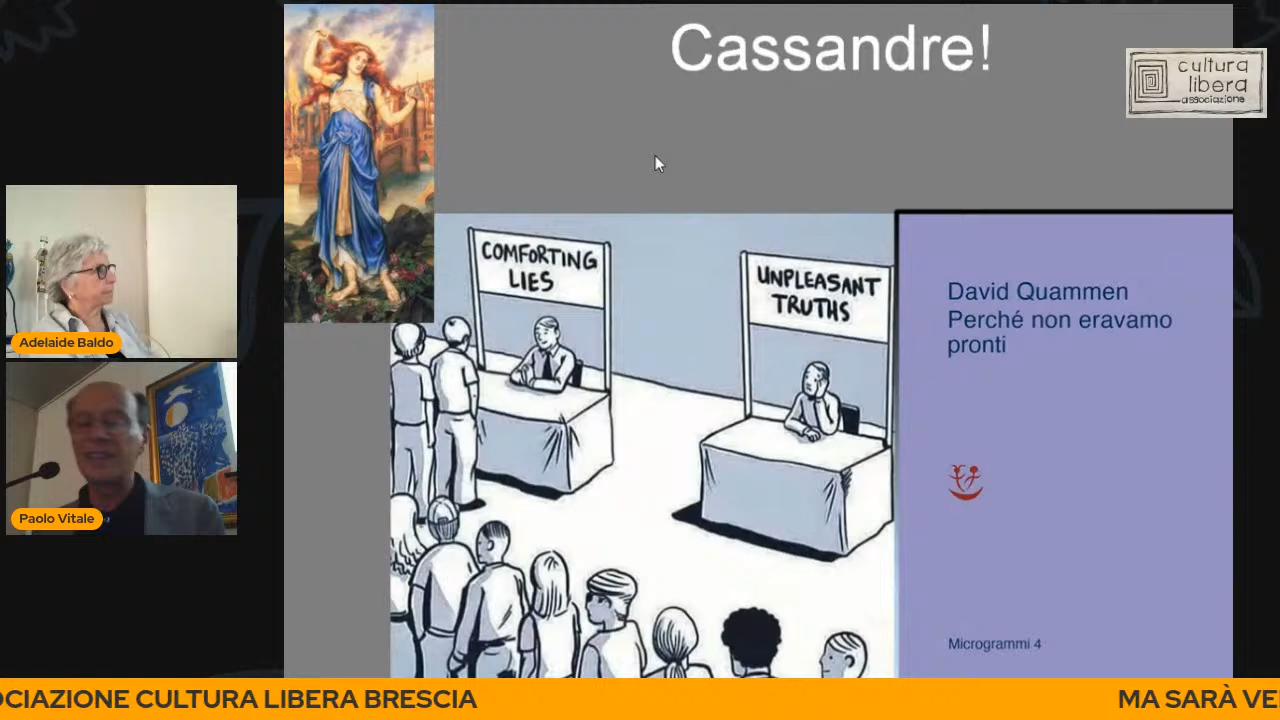 Cassandre!
cultura
libera
associazione
COMFORTING
LIES
UNPLEASANT
TRUTHS
David Quammen
Perché non eravamo
pronti
Microgrammi 4
Adelaide Baldo
Paolo Vitale
OCIAZIONE CULTURA LIBERA BRESCIA
MA SARÀ VE